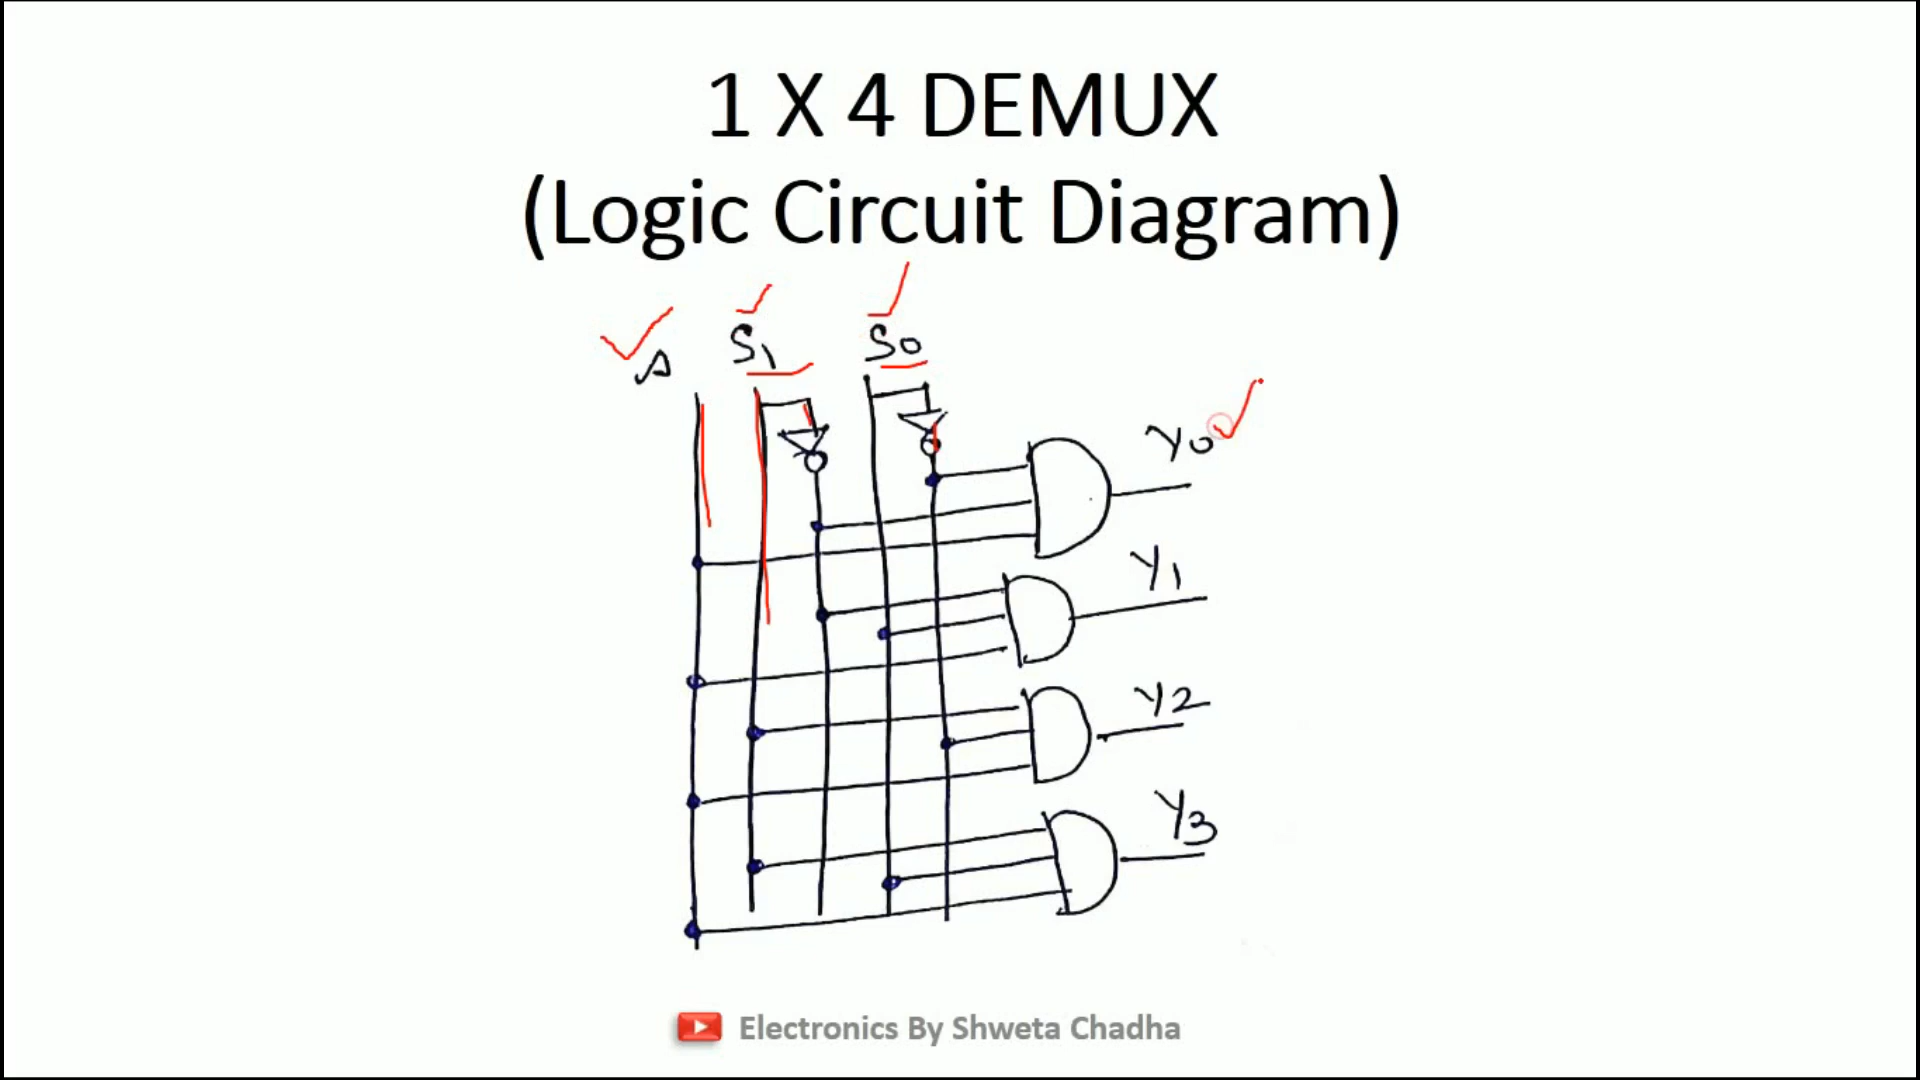 1 X 4 DEMUX
(Logic Circuit Diagram)
A S1 S0
Y0
Y1
Y2
Y3
Electronics By Shweta Chadha